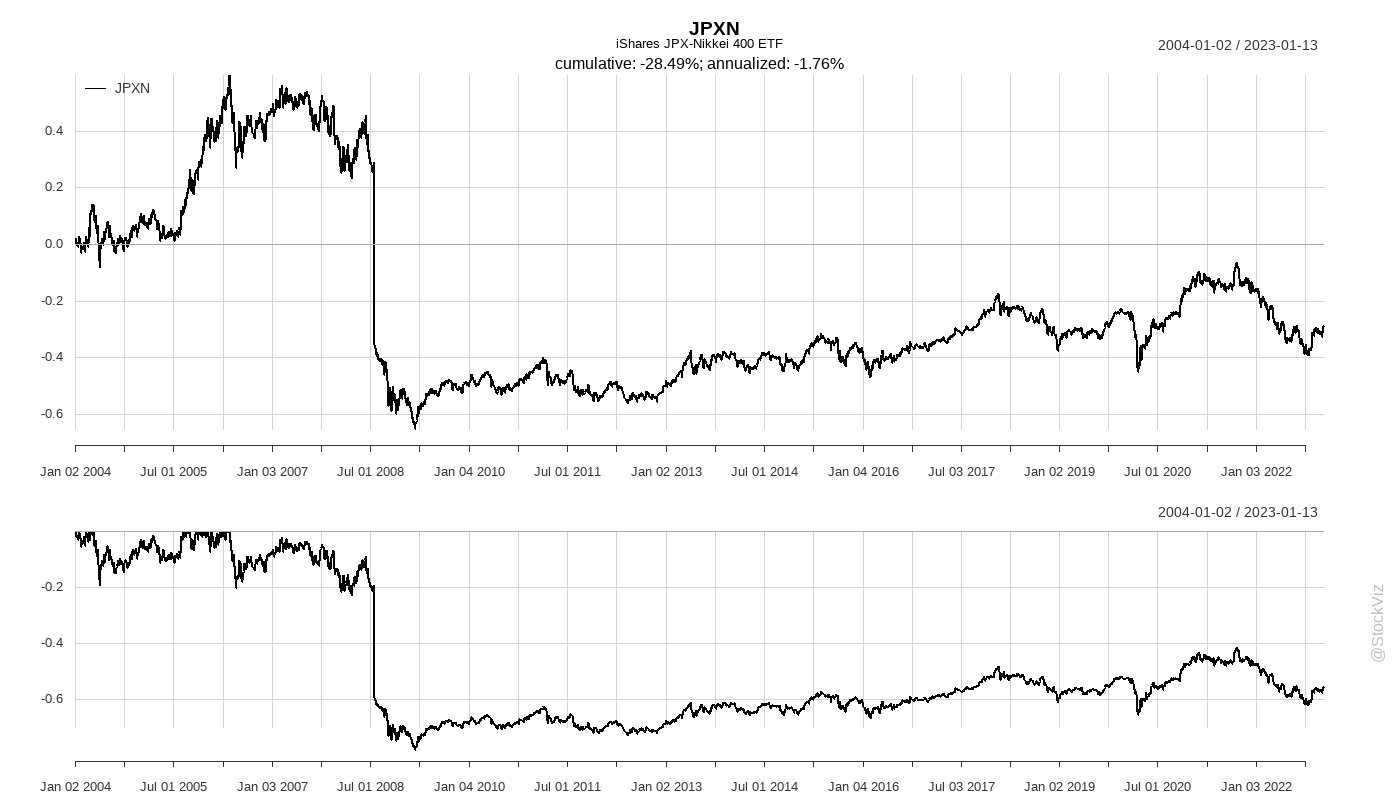 JPXN
iShares JPX-Nikkei 400 ETF
2004-01-02 / 2023-01-13
cumulative: -28.49%; annualized: -1.76%
JPXN
0.4
0.2
0.0
-0.2
-0.4
-0.6
Jan 02 2004 Jul 01 2005 Jan 03 2007 Jul 01 2008 Jan 04 2010 Jul 01 2011 Jan 02 2013 Jul 01 2014 Jan 04 2016 Jul 03 2017 Jan 02 2019 Jul 01 2020 Jan 03 2022
2004-01-02 / 2023-01-13
-0.2
-0.4
-0.6
Jan 02 2004 Jul 01 2005 Jan 03 2007 Jul 01 2008 Jan 04 2010 Jul 01 2011 Jan 02 2013 Jul 01 2014 Jan 04 2016 Jul 03 2017 Jan 02 2019 Jul 01 2020 Jan 03 2022
@StockViz